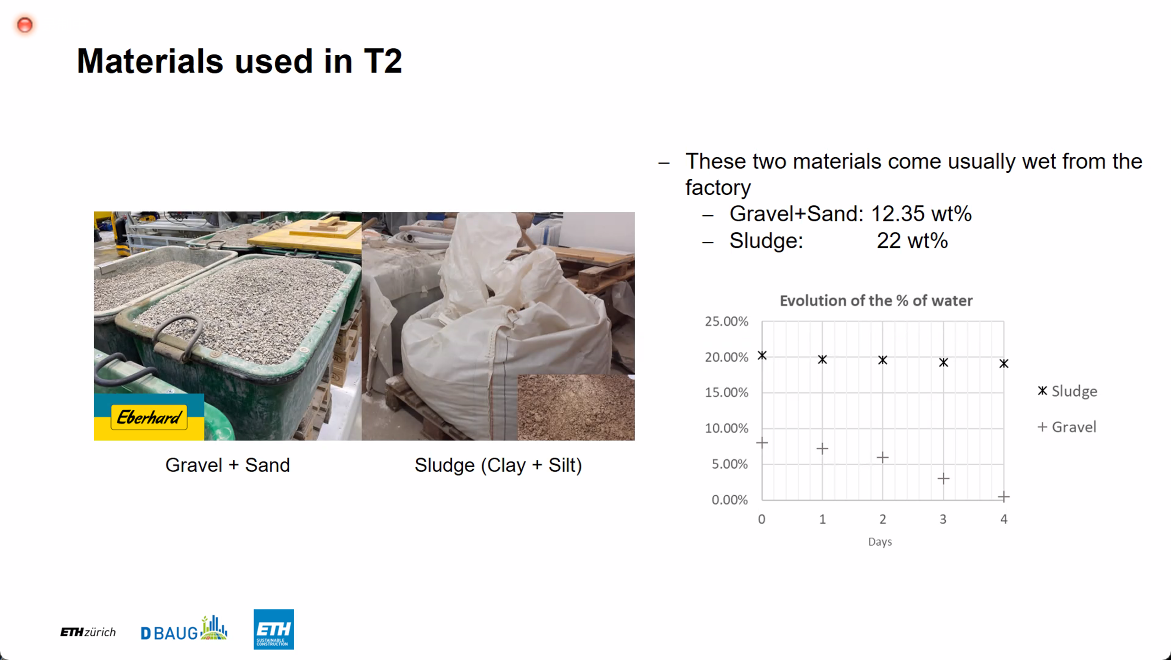 Materials used in T2
– These two materials come usually wet from the
factory
– Gravel+Sand: 12.35 wt%
– Sludge: 22 wt%
Eberhard
Gravel + Sand
Sludge (Clay + Silt)
Evolution of the % of water
25.00%
20.00%
15.00%
10.00%
5.00%
0.00%
0 1 2 3 4
Days
Sludge
Gravel
ETH zürich
D BAUG
ETH
SUSTAINABLE
CONSTRUCTION